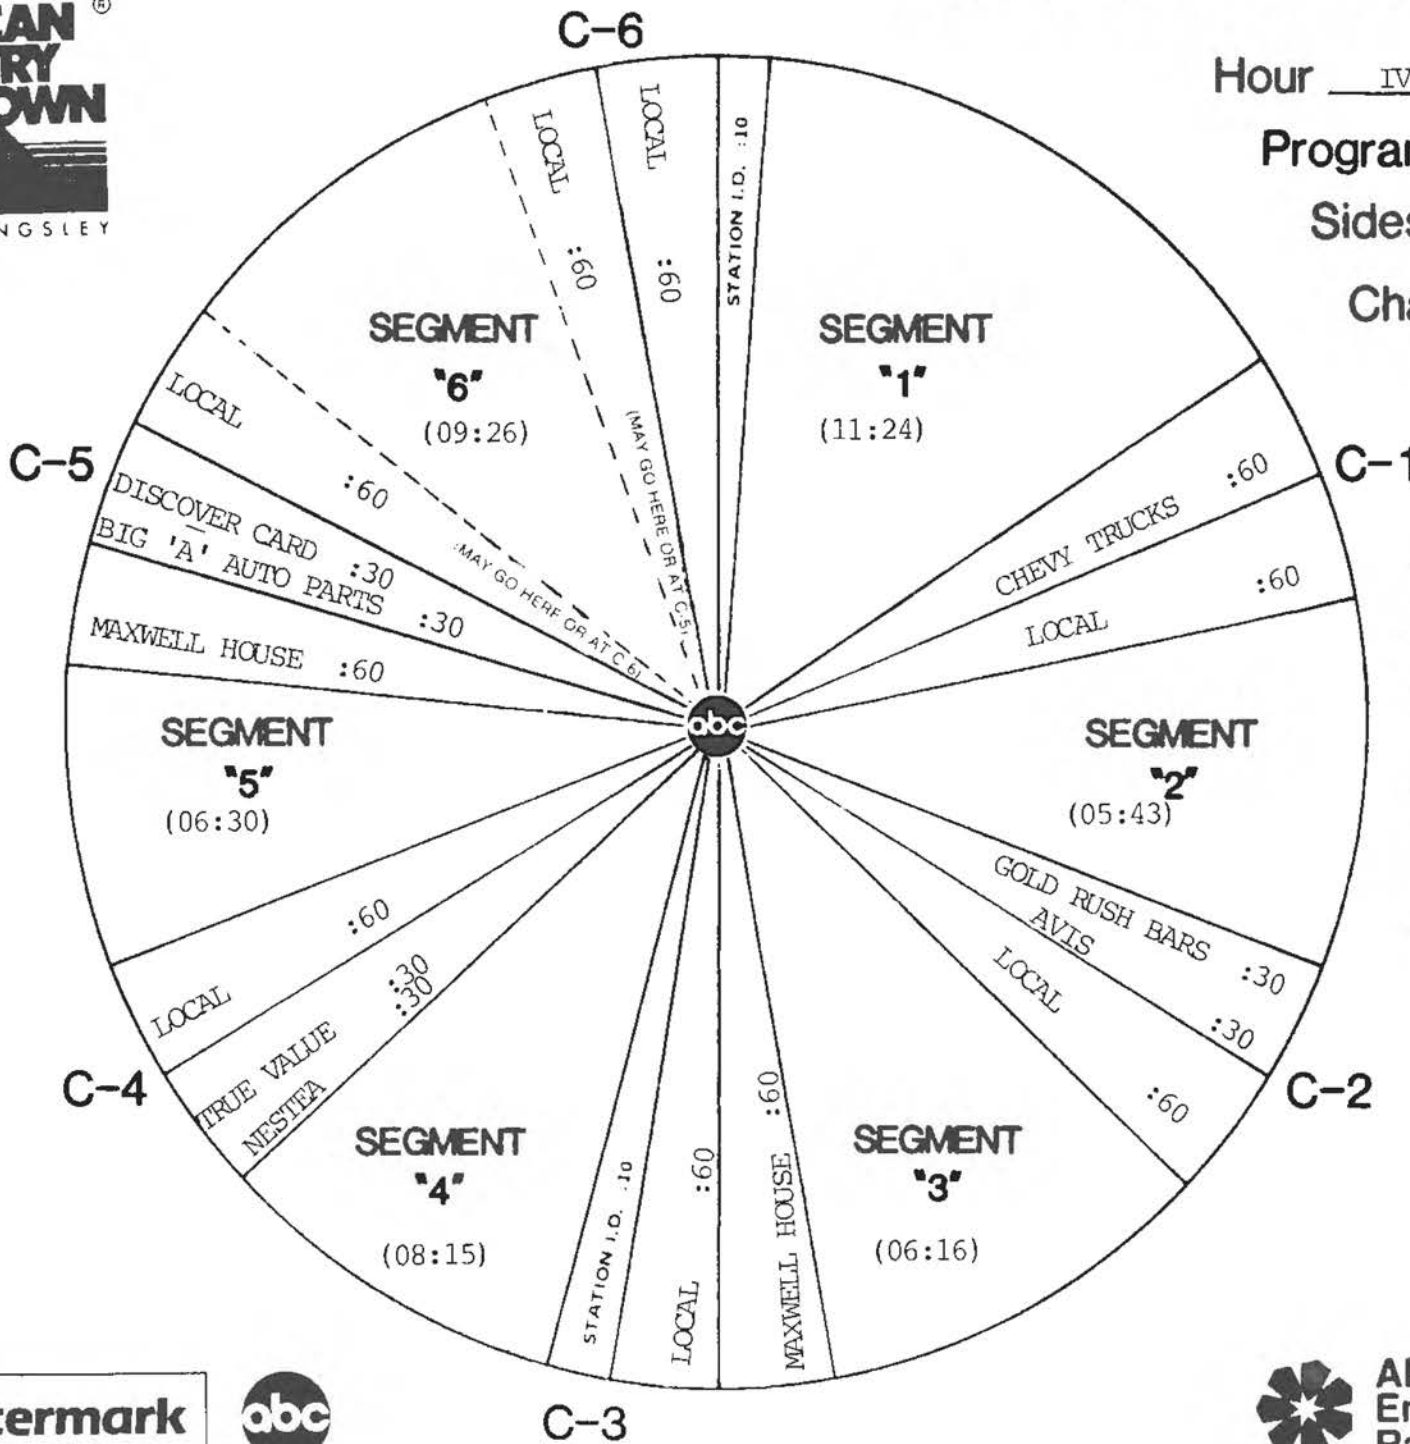 C-6
Hour IV
LOCAL :60
LOCAL :60
(MAY GO HERE OR AT C-5)
STATION I.D. :10
SEGMENT
"1"
(11:24)
CHEVY TRUCKS :60
C-1
LOCAL :60
SEGMENT
"2"
(05:43)
GOLD RUSH BARS :30
AVIS :30
C-2
LOCAL :60
SEGMENT
"3"
(06:16)
MAXWELL HOUSE :60
C-3
LOCAL :60
STATION I.D. :10
SEGMENT
"4"
(08:15)
NESTEA :30
TRUE VALUE :30
C-4
LOCAL :60
SEGMENT
"5"
(06:30)
MAXWELL HOUSE :60
BIG 'A' AUTO PARTS :30
DISCOVER CARD :30
C-5
LOCAL :60
(MAY GO HERE OR AT C-6)
SEGMENT
"6"
(09:26)
abc
abc